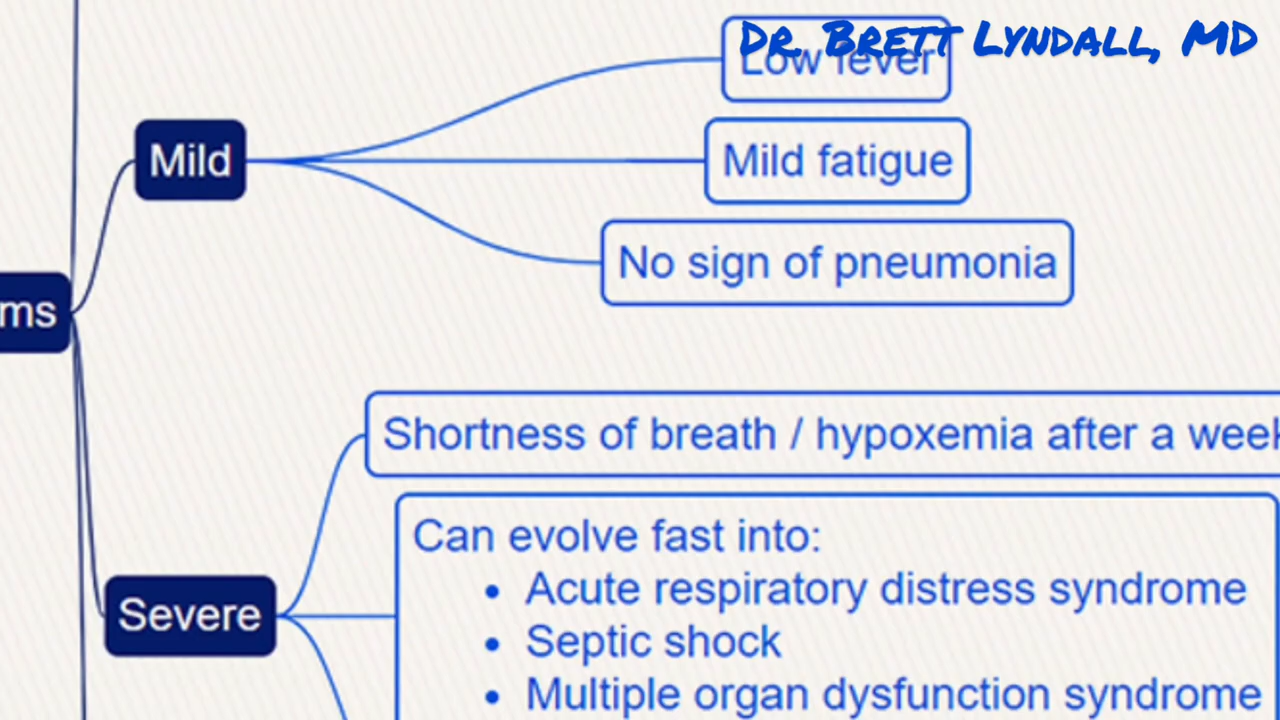 Dr. Brett Lyndall, MD
Low fever
Mild
Mild fatigue
No sign of pneumonia
ms
Shortness of breath / hypoxemia after a week
Can evolve fast into:
• Acute respiratory distress syndrome
Severe
• Septic shock
• Multiple organ dysfunction syndrome